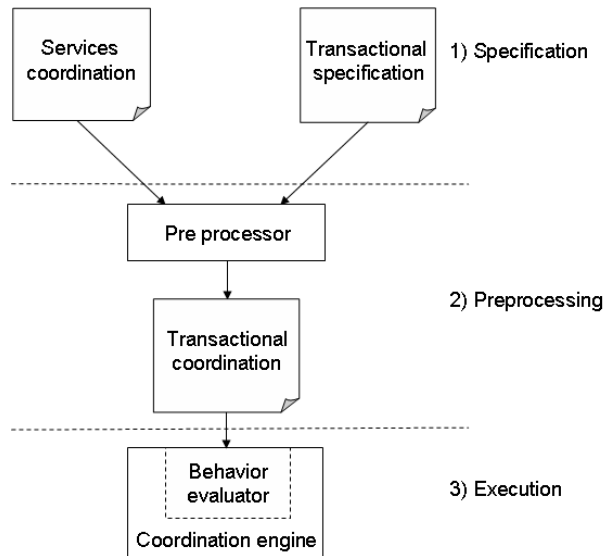 Services
coordination
Transactional
specification
1) Specification
Pre processor
2) Preprocessing
Transactional
coordination
Behavior
evaluator
3) Execution
Coordination engine